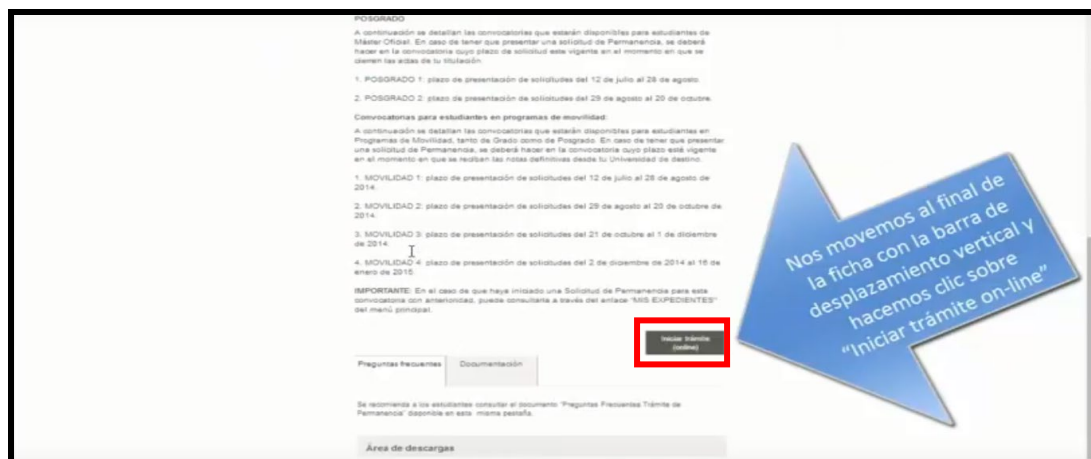 POSGRADO
A continuación se detallan las convocatorias que estarán disponibles para estudiantes de
Máster Oficial. En caso de tener que presentar una solicitud de Permanencia, se deberá
hacer en la convocatoria cuyo plazo de solicitud este vigente en el momento en que se
cierren las actas de tu titulación.
1. POSGRADO 1: plazo de presentación de solicitudes del 12 de julio al 28 de agosto.
2. POSGRADO 2: plazo de presentación de solicitudes del 29 de agosto al 20 de octubre.
Convocatorias para estudiantes en programas de movilidad:
A continuación se detallan las convocatorias que estarán disponibles para estudiantes en
Programas de Movilidad, tanto de Grado como de Posgrado. En caso de tener que presentar
una solicitud de Permanencia, se deberá hacer en la convocatoria cuyo plazo esté vigente
en el momento en que se reciban las notas definitivas desde tu Universidad de destino.
1. MOVILIDAD 1: plazo de presentación de solicitudes del 12 de julio al 28 de agosto de
2014.
2. MOVILIDAD 2: plazo de presentación de solicitudes del 29 de agosto al 20 de octubre de
2014.
3. MOVILIDAD 3: plazo de presentación de solicitudes del 21 de octubre al 1 de diciembre
de 2014.
4. MOVILIDAD 4: plazo de presentación de solicitudes del 2 de diciembre de 2014 al 16 de
enero de 2015.
IMPORTANTE: En el caso de que haya iniciado una Solicitud de Permanencia para esta
convocatoria con anterioridad, puede consultarla a través del enlace "MIS EXPEDIENTES"
del menú principal.
Iniciar trámite
(online)
Preguntas frecuentes
Documentación
Se recomienda a los estudiantes consultar el documento "Preguntas Frecuentes Trámite de
Permanencia" disponible en esta misma pestaña.
Área de descargas
Nos movemos al final de
la ficha con la barra de
desplazamiento vertical y
hacemos clic sobre
"Iniciar trámite on-line"